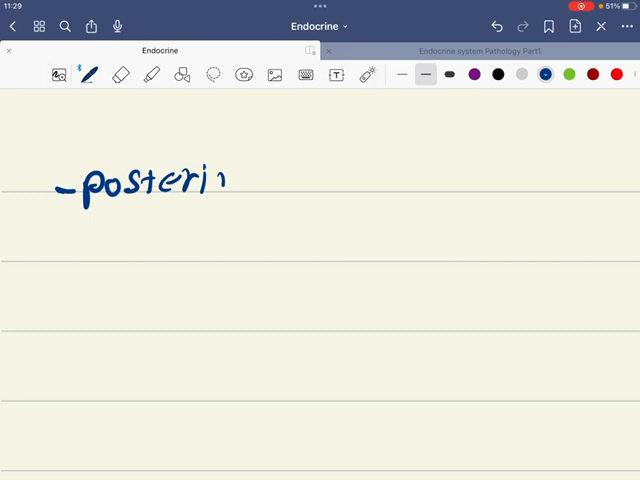 11:29
51%
Endocrine
Endocrine
Endocrine system Pathology Part1
T
-posteri